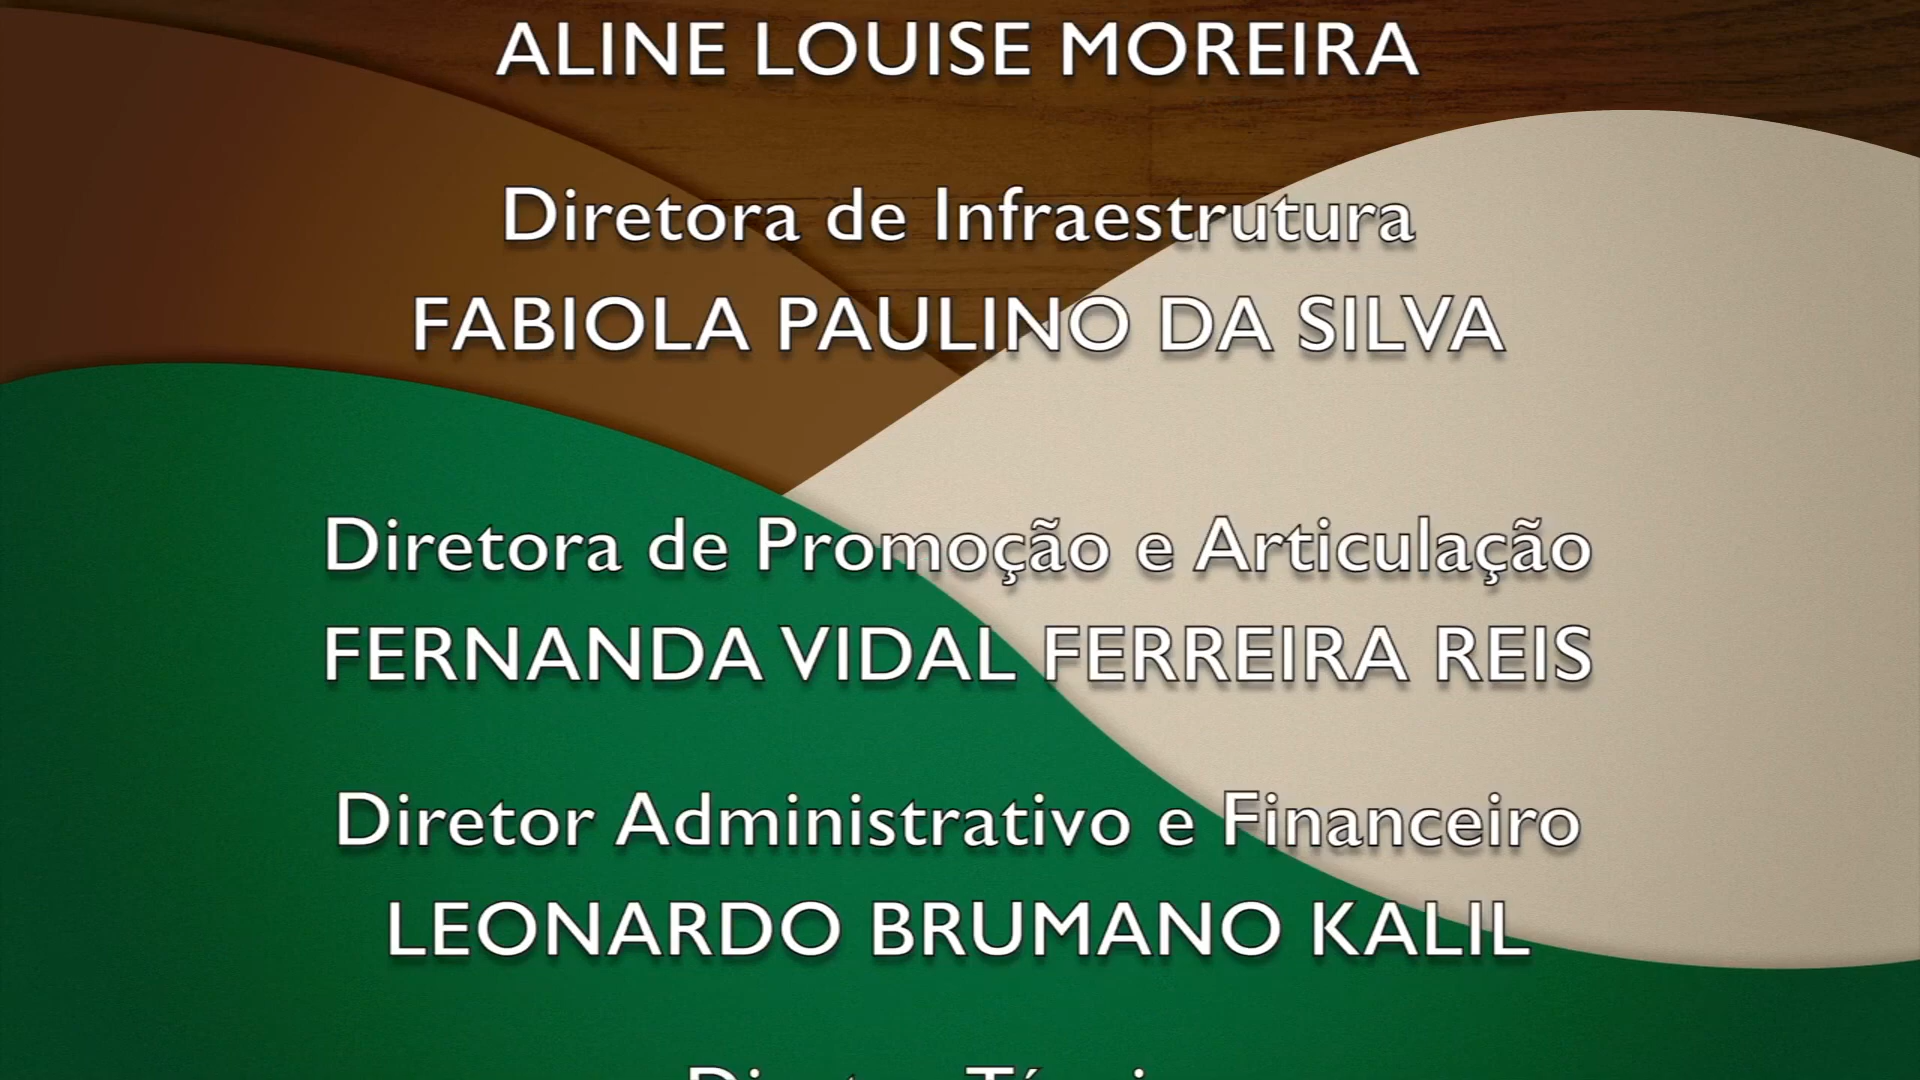 ALINE LOUISE MOREIRA
Diretora de Infraestrutura
FABIOLA PAULINO DA SILVA
Diretora de Promoção e Articulação
FERNANDA VIDAL FERREIRA REIS
Diretor Administrativo e Financeiro
LEONARDO BRUMANO KALIL